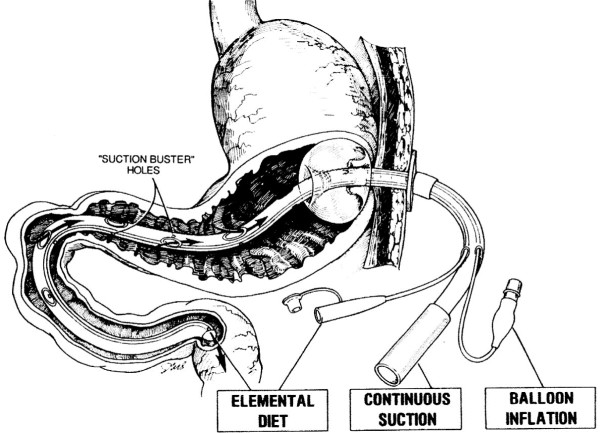 "SUCTION BUSTER"
HOLES
ELEMENTAL
DIET
CONTINUOUS
SUCTION
BALLOON
INFLATION